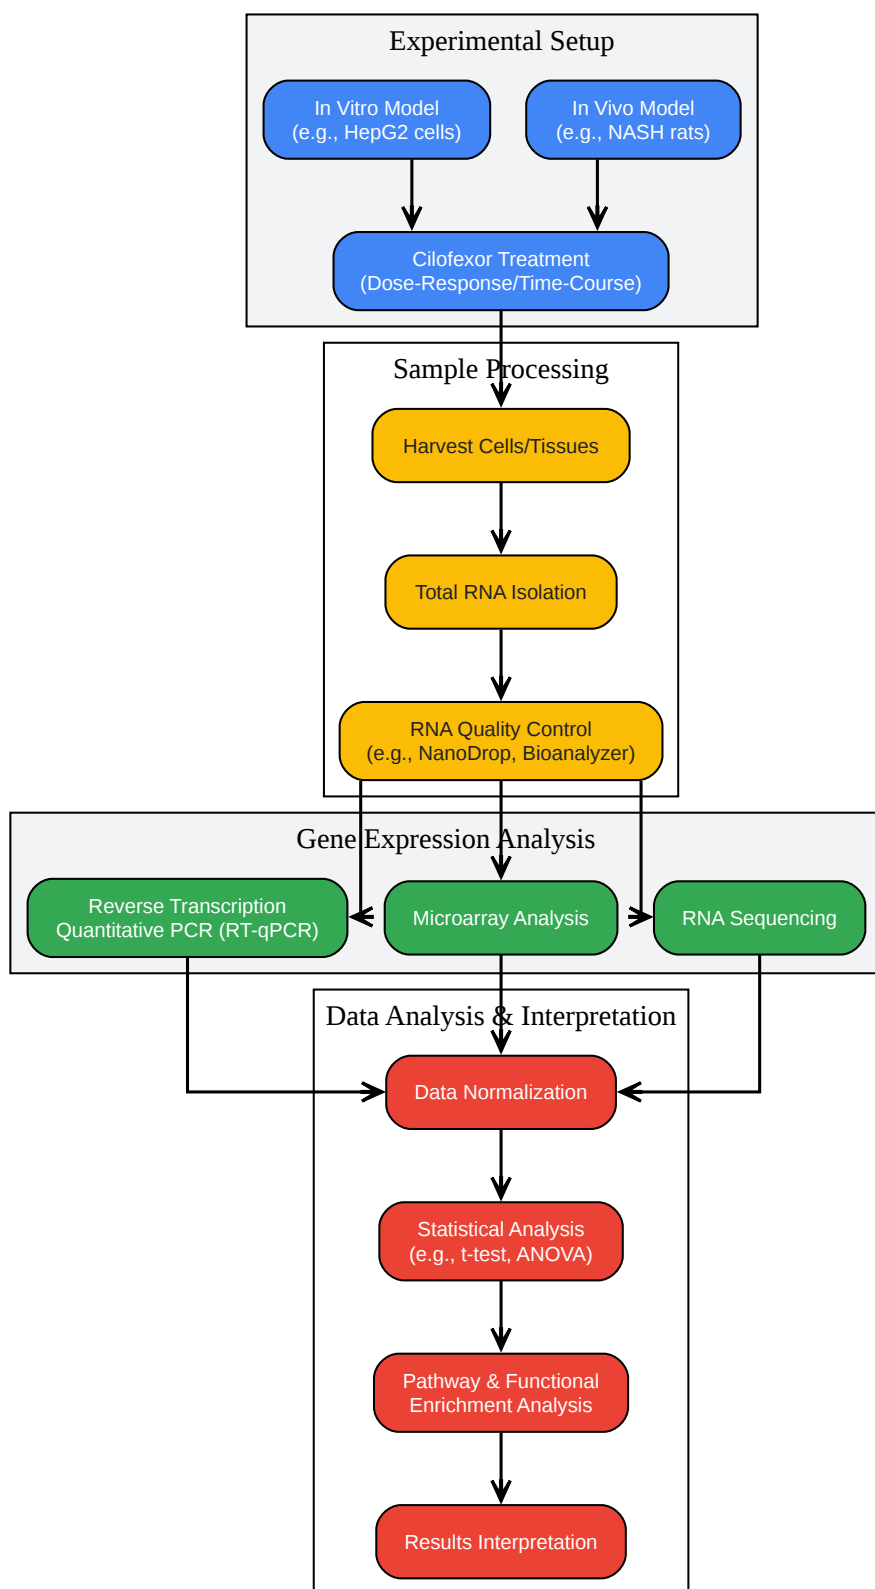 Experimental Setup
In Vitro Model
(e.g., HepG2 cells)
In Vivo Model
(e.g., NASH rats)
Cilofexor Treatment
(Dose-Response/Time-Course)
Sample Processing
Harvest Cells/Tissues
Total RNA Isolation
RNA Quality Control
(e.g., NanoDrop, Bioanalyzer)
Gene Expression Analysis
Reverse Transcription
Quantitative PCR (RT-qPCR)
Microarray Analysis
RNA Sequencing
Data Analysis & Interpretation
Data Normalization
Statistical Analysis
(e.g., t-test, ANOVA)
Pathway & Functional
Enrichment Analysis
Results Interpretation